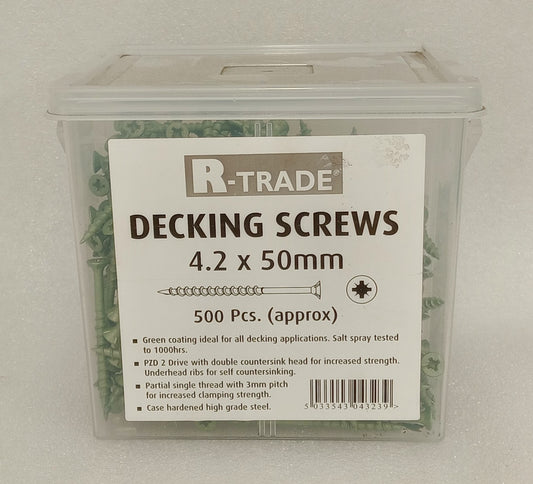 R-TRADE
DECKING SCREWS
4.2 x 50mm
500 Pcs. (approx)
Green coating ideal for all decking applications. Salt spray tested
to 1000hrs.
PZD 2 Drive with double countersink head for increased strength.
Underhead ribs for self countersinking.
Partial single thread with 3mm pitch
for increased clamping strength.
Case hardened high grade steel.
5 033543 043239 >